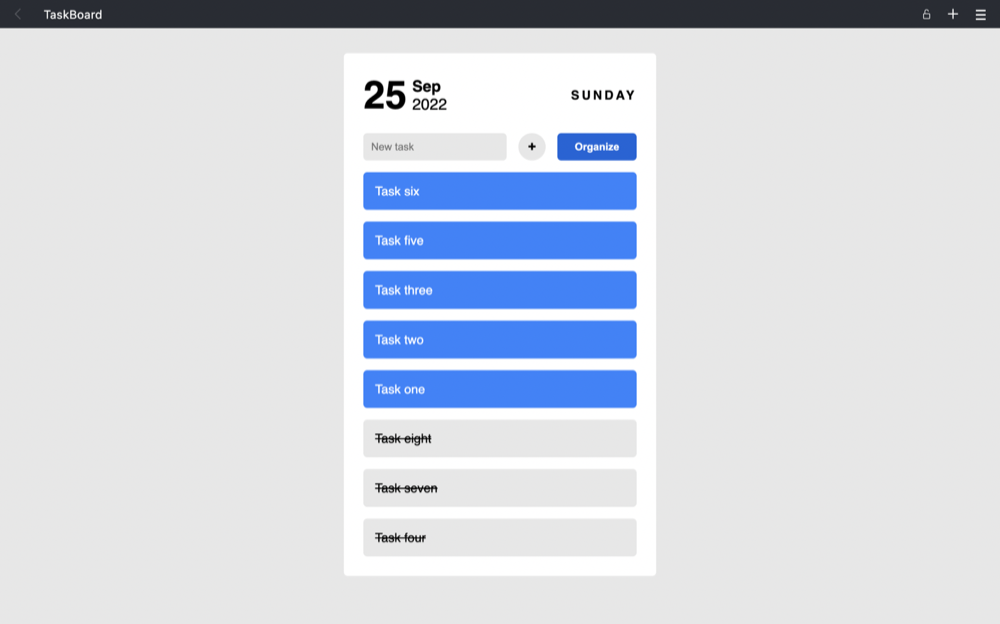 TaskBoard
25 Sep
2022
SUNDAY
New task
+
Organize
Task six
Task five
Task three
Task two
Task one
Task eight
Task seven
Task four